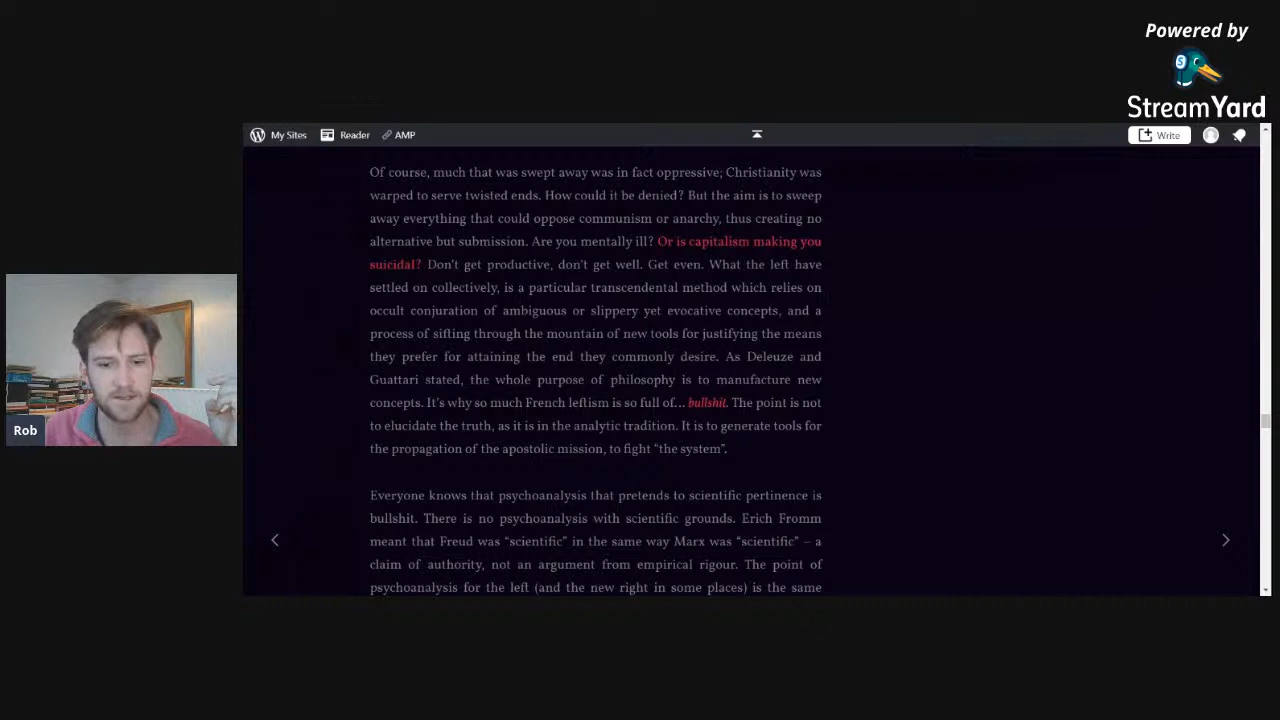 Powered by
StreamYard
My Sites
Reader
AMP
Write
Of course, much that was swept away was in fact oppressive; Christianity was
warped to serve twisted ends. How could it be denied? But the aim is to sweep
away everything that could oppose communism or anarchy, thus creating no
alternative but submission. Are you mentally ill? Or is capitalism making you
suicidal? Don't get productive, don't get well. Get even. What the left have
settled on collectively, is a particular transcendental method which relies on
occult conjuration of ambiguous or slippery yet evocative concepts, and a
process of sifting through the mountain of new tools for justifying the means
they prefer for attaining the end they commonly desire. As Deleuze and
Guattari stated, the whole purpose of philosophy is to manufacture new
concepts. It's why so much French leftism is so full of… bullshit. The point is not
to elucidate the truth, as it is in the analytic tradition. It is to generate tools for
the propagation of the apostolic mission, to fight “the system”.
Everyone knows that psychoanalysis that pretends to scientific pertinence is
bullshit. There is no psychoanalysis with scientific grounds. Erich Fromm
meant that Freud was “scientific” in the same way Marx was “scientific” – a
claim of authority, not an argument from empirical rigour. The point of
psychoanalysis for the left (and the new right in some places) is the same
Rob